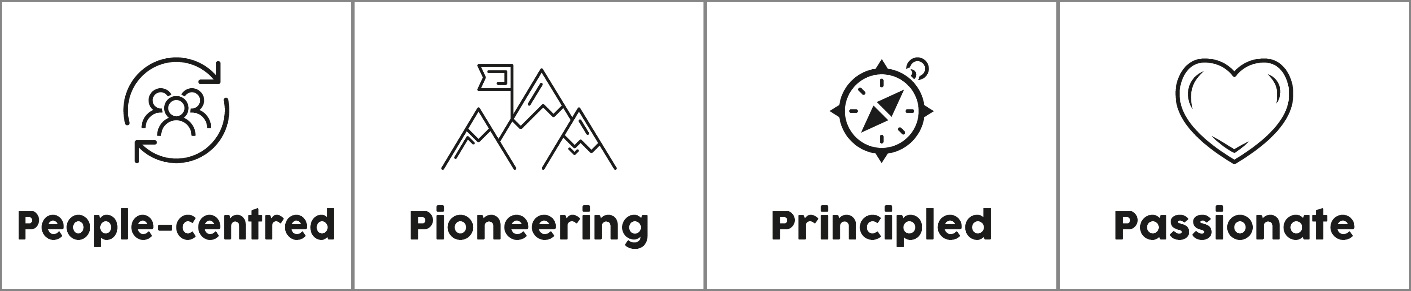 People-centred
Pioneering
Principled
Passionate